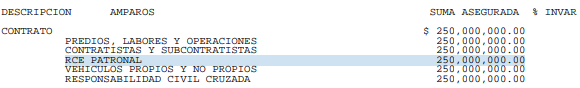 DESCRIPCION AMPAROS SUMA ASEGURADA % INVAR
CONTRATO $ 250,000,000.00
PREDIOS, LABORES Y OPERACIONES 250,000,000.00
CONTRATISTAS Y SUBCONTRATISTAS 250,000,000.00
RCE PATRONAL 250,000,000.00
VEHICULOS PROPIOS Y NO PROPIOS 250,000,000.00
RESPONSABILIDAD CIVIL CRUZADA 250,000,000.00